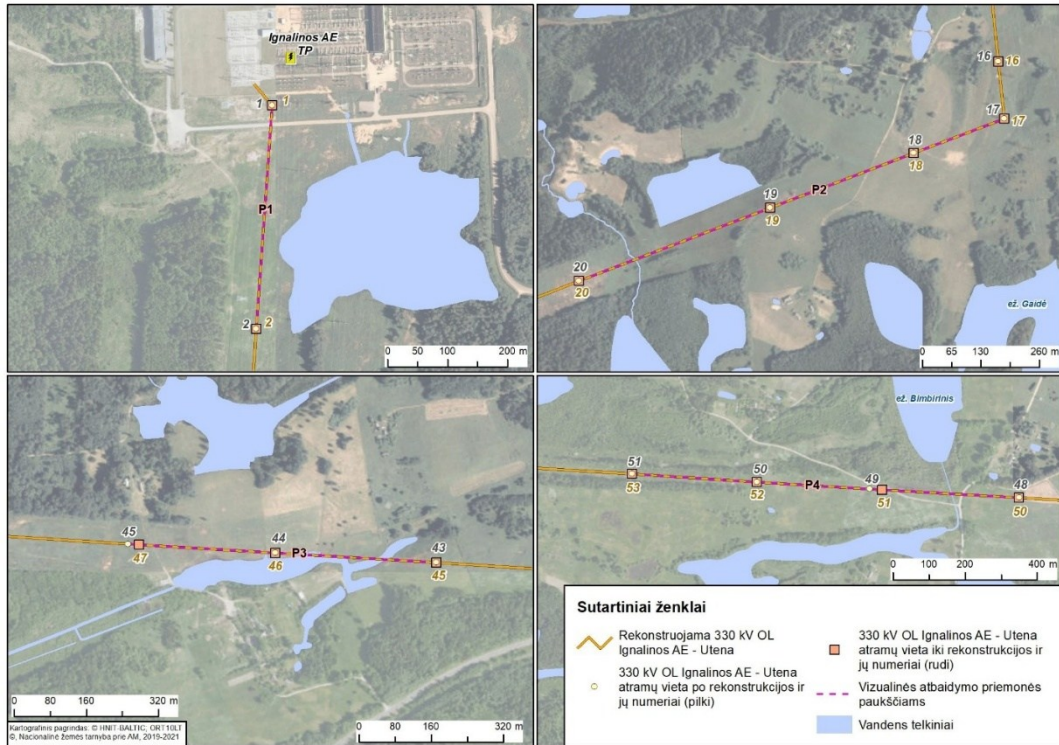 Ignalinos AE
TP
1
1
P1
2
2
0 50 100 200 m
16
16
17
17
18
18
P2
19
19
20
20
ež. Gaidė
0 65 130 260 m
45
47
44
46
P3
43
45
0 80 160 320 m
Kartografinis pagrindas: © HNIT-BALTIC; ORT10LT
©, Nacionalinė žemės tarnyba prie AM, 2019-2021
0 80 160 320 m
ež. Bimbirinis
51
53
50
52
P4
49
51
48
50
0 100 200 400 m
Sutartiniai ženklai
Rekonstruojama 330 kV OL
Ignalinos AE - Utena
330 kV OL Ignalinos AE - Utena
atramų vieta po rekonstrukcijos ir
jų numeriai (pilki)
330 kV OL Ignalinos AE - Utena
atramų vieta iki rekonstrukcijos ir
jų numeriai (rudi)
Vizualinės atbaidymo priemonės
paukščiams
Vandens telkiniai